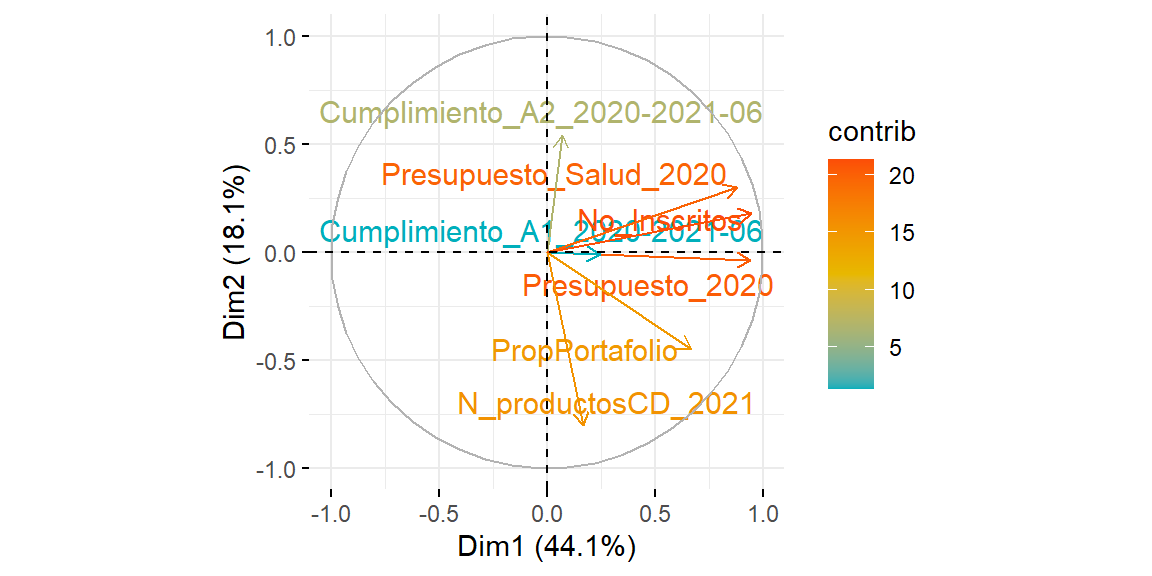 1.0
0.5
0.0
-0.5
-1.0
Dim2 (18.1%)
Cumplimiento_A2_2020-2021-06
Presupuesto_Salud_2020
No_Inscritos
Cumplimiento_A1_2020-2021-06
Presupuesto_2020
PropPortafolio
N_productosCD_2021
-1.0 -0.5 0.0 0.5 1.0
Dim1 (44.1%)
contrib
20
15
10
5